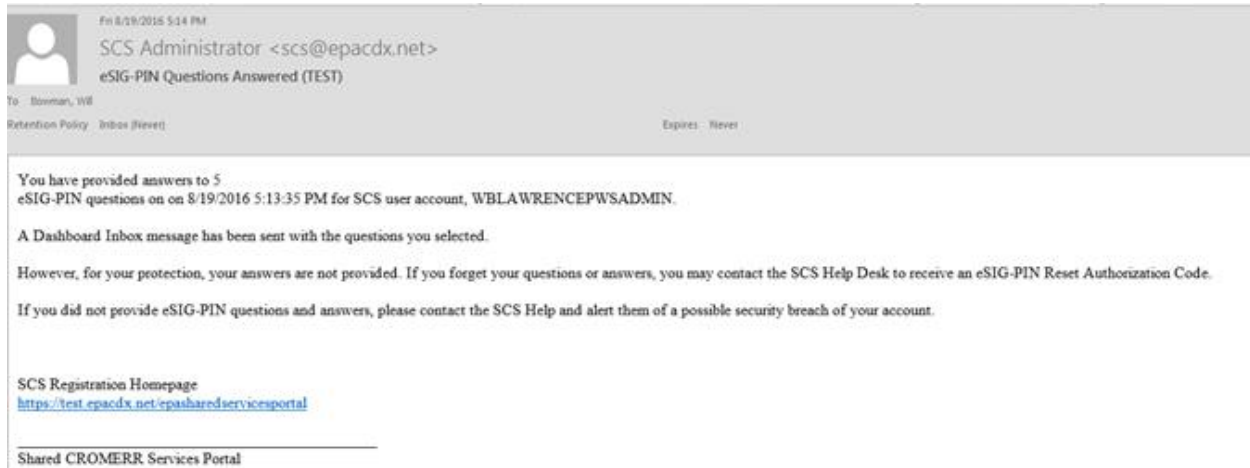 Fri 8/19/2016 5:14 PM
SCS Administrator <scs@epacdx.net>
eSIG-PIN Questions Answered (TEST)
To Bowman, Will
Retention Policy Inbox (Never)
Expires Never
You have provided answers to 5
eSIG-PIN questions on on 8/19/2016 5:13:35 PM for SCS user account, WBLAWRENCEPWSADMIN.
A Dashboard Inbox message has been sent with the questions you selected.
However, for your protection, your answers are not provided. If you forget your questions or answers, you may contact the SCS Help Desk to receive an eSIG-PIN Reset Authorization Code.
If you did not provide eSIG-PIN questions and answers, please contact the SCS Help and alert them of a possible security breach of your account.
SCS Registration Homepage
https://test.epacdx.net/epasharedservicesportal
Shared CROMERR Services Portal